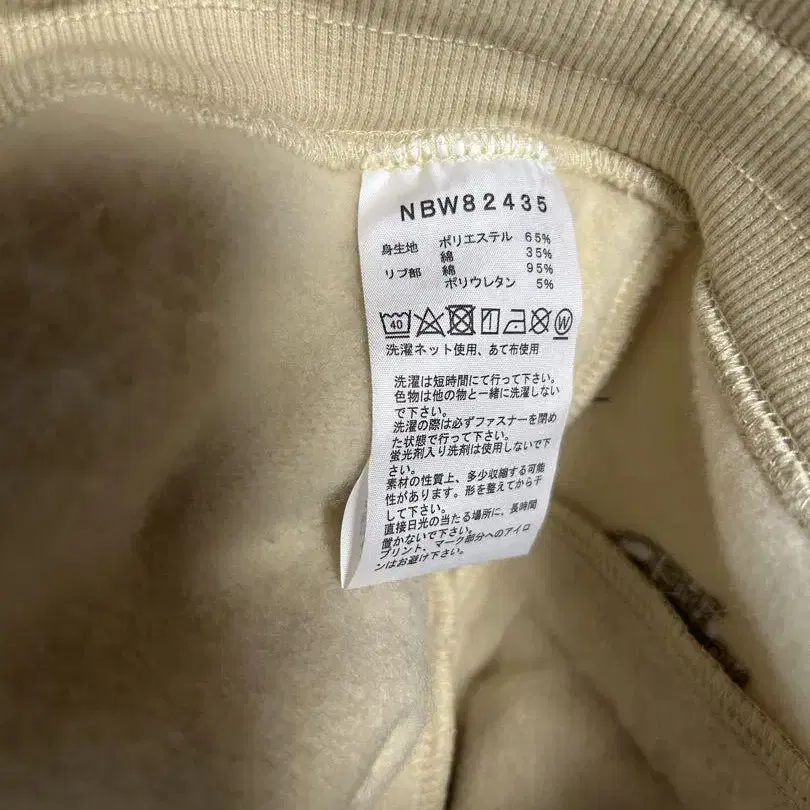 NBW82435
身生地 ポリエステル 65%
綿 35%
リブ部 綿 95%
ポリウレタン 5%
40 W
洗濯ネット使用、あて布使用
洗濯は短時間にて行って下さい。
色物は他の物と一緒に洗濯しない
で下さい。
洗濯の際は必ずファスナーを閉め
た状態で行って下さい。
蛍光剤入り洗剤は使用しないで下
さい。
素材の性質上、多少収縮する可能
性があります。形を整えてから干
して下さい。
直接日光の当たる場所に、長時間
置かないで下さい。
プリント、マーク部分へのアイロ
ンはお避け下さい。